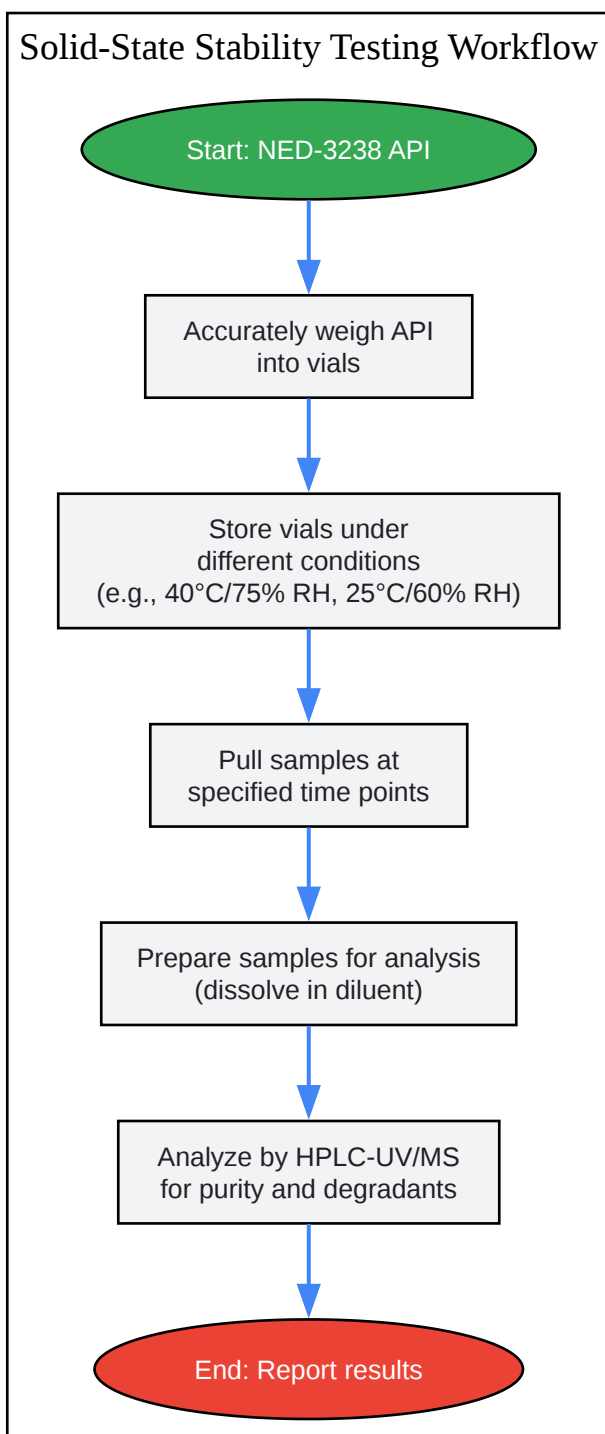 Solid-State Stability Testing Workflow
Start: NED-3238 API
Accurately weigh API
into vials
Store vials under
different conditions
(e.g., 40°C/75% RH, 25°C/60% RH)
Pull samples at
specified time points
Prepare samples for analysis
(dissolve in diluent)
Analyze by HPLC-UV/MS
for purity and degradants
End: Report results